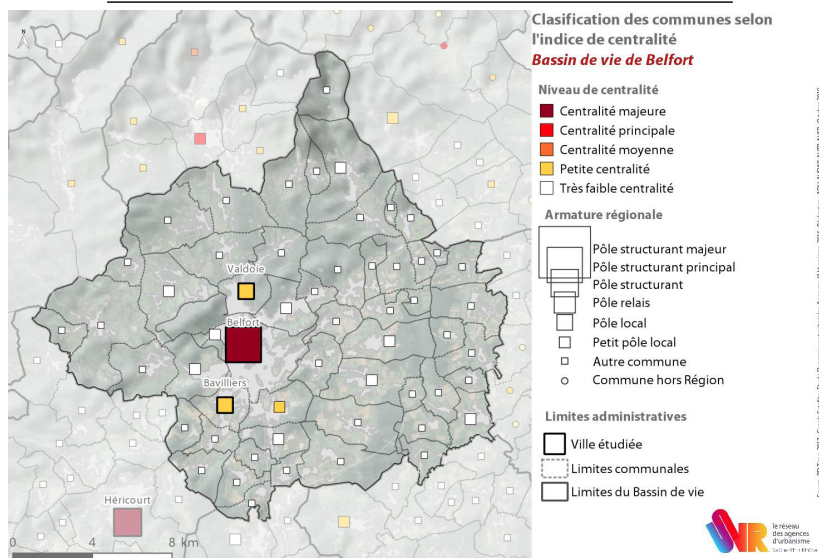 Clasification des communes selon
l'indice de centralité
Bassin de vie de Belfort
N
Niveau de centralité
Centralité majeure
Centralité principale
Centralité moyenne
Petite centralité
Très faible centralité
Armature régionale
Pôle structurant majeur
Pôle structurant principal
Pôle structurant
Pôle relais
Pôle local
Petit pôle local
Autre commune
Commune hors Région
Limites administratives
Ville étudiée
Limites communales
Limites du Bassin de vie
Valdoie
Belfort
Bavilliers
Héricourt
0 4 8 km
le réseau
des agences
d'urbanisme